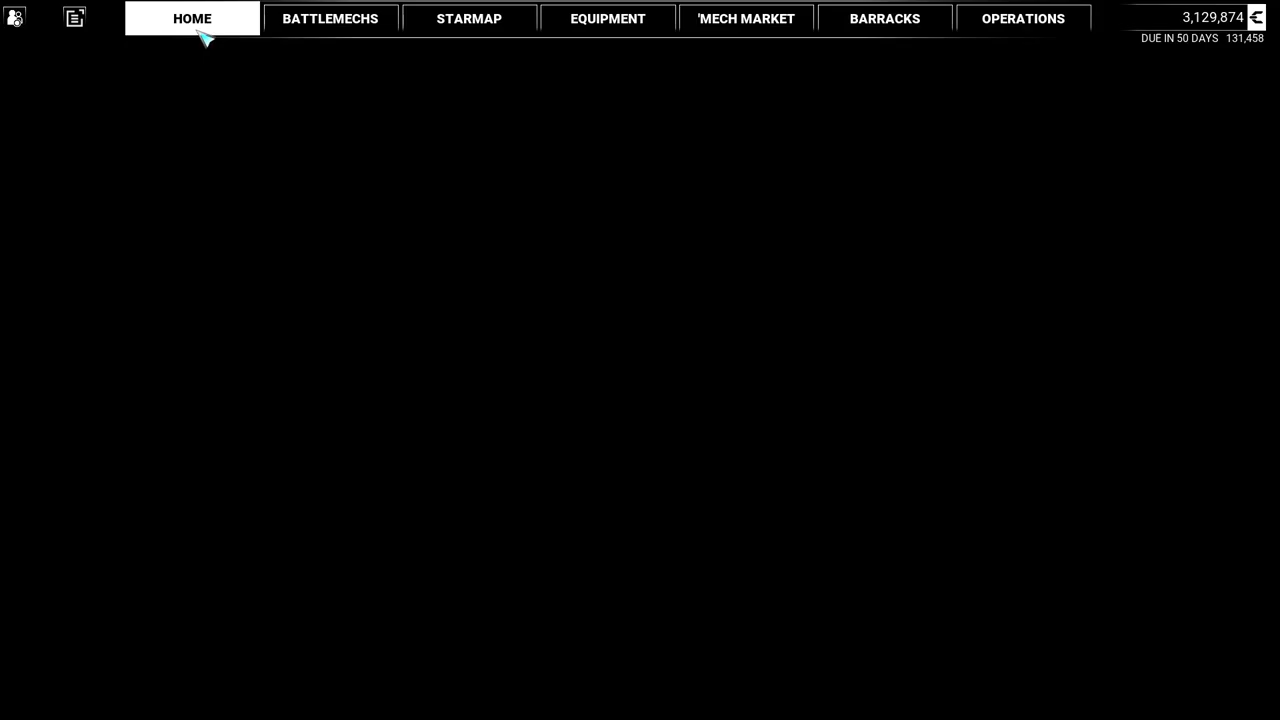 HOME
BATTLEMECHS
STARMAP
EQUIPMENT
'MECH MARKET
BARRACKS
OPERATIONS
3,129,874
DUE IN 50 DAYS 131,458